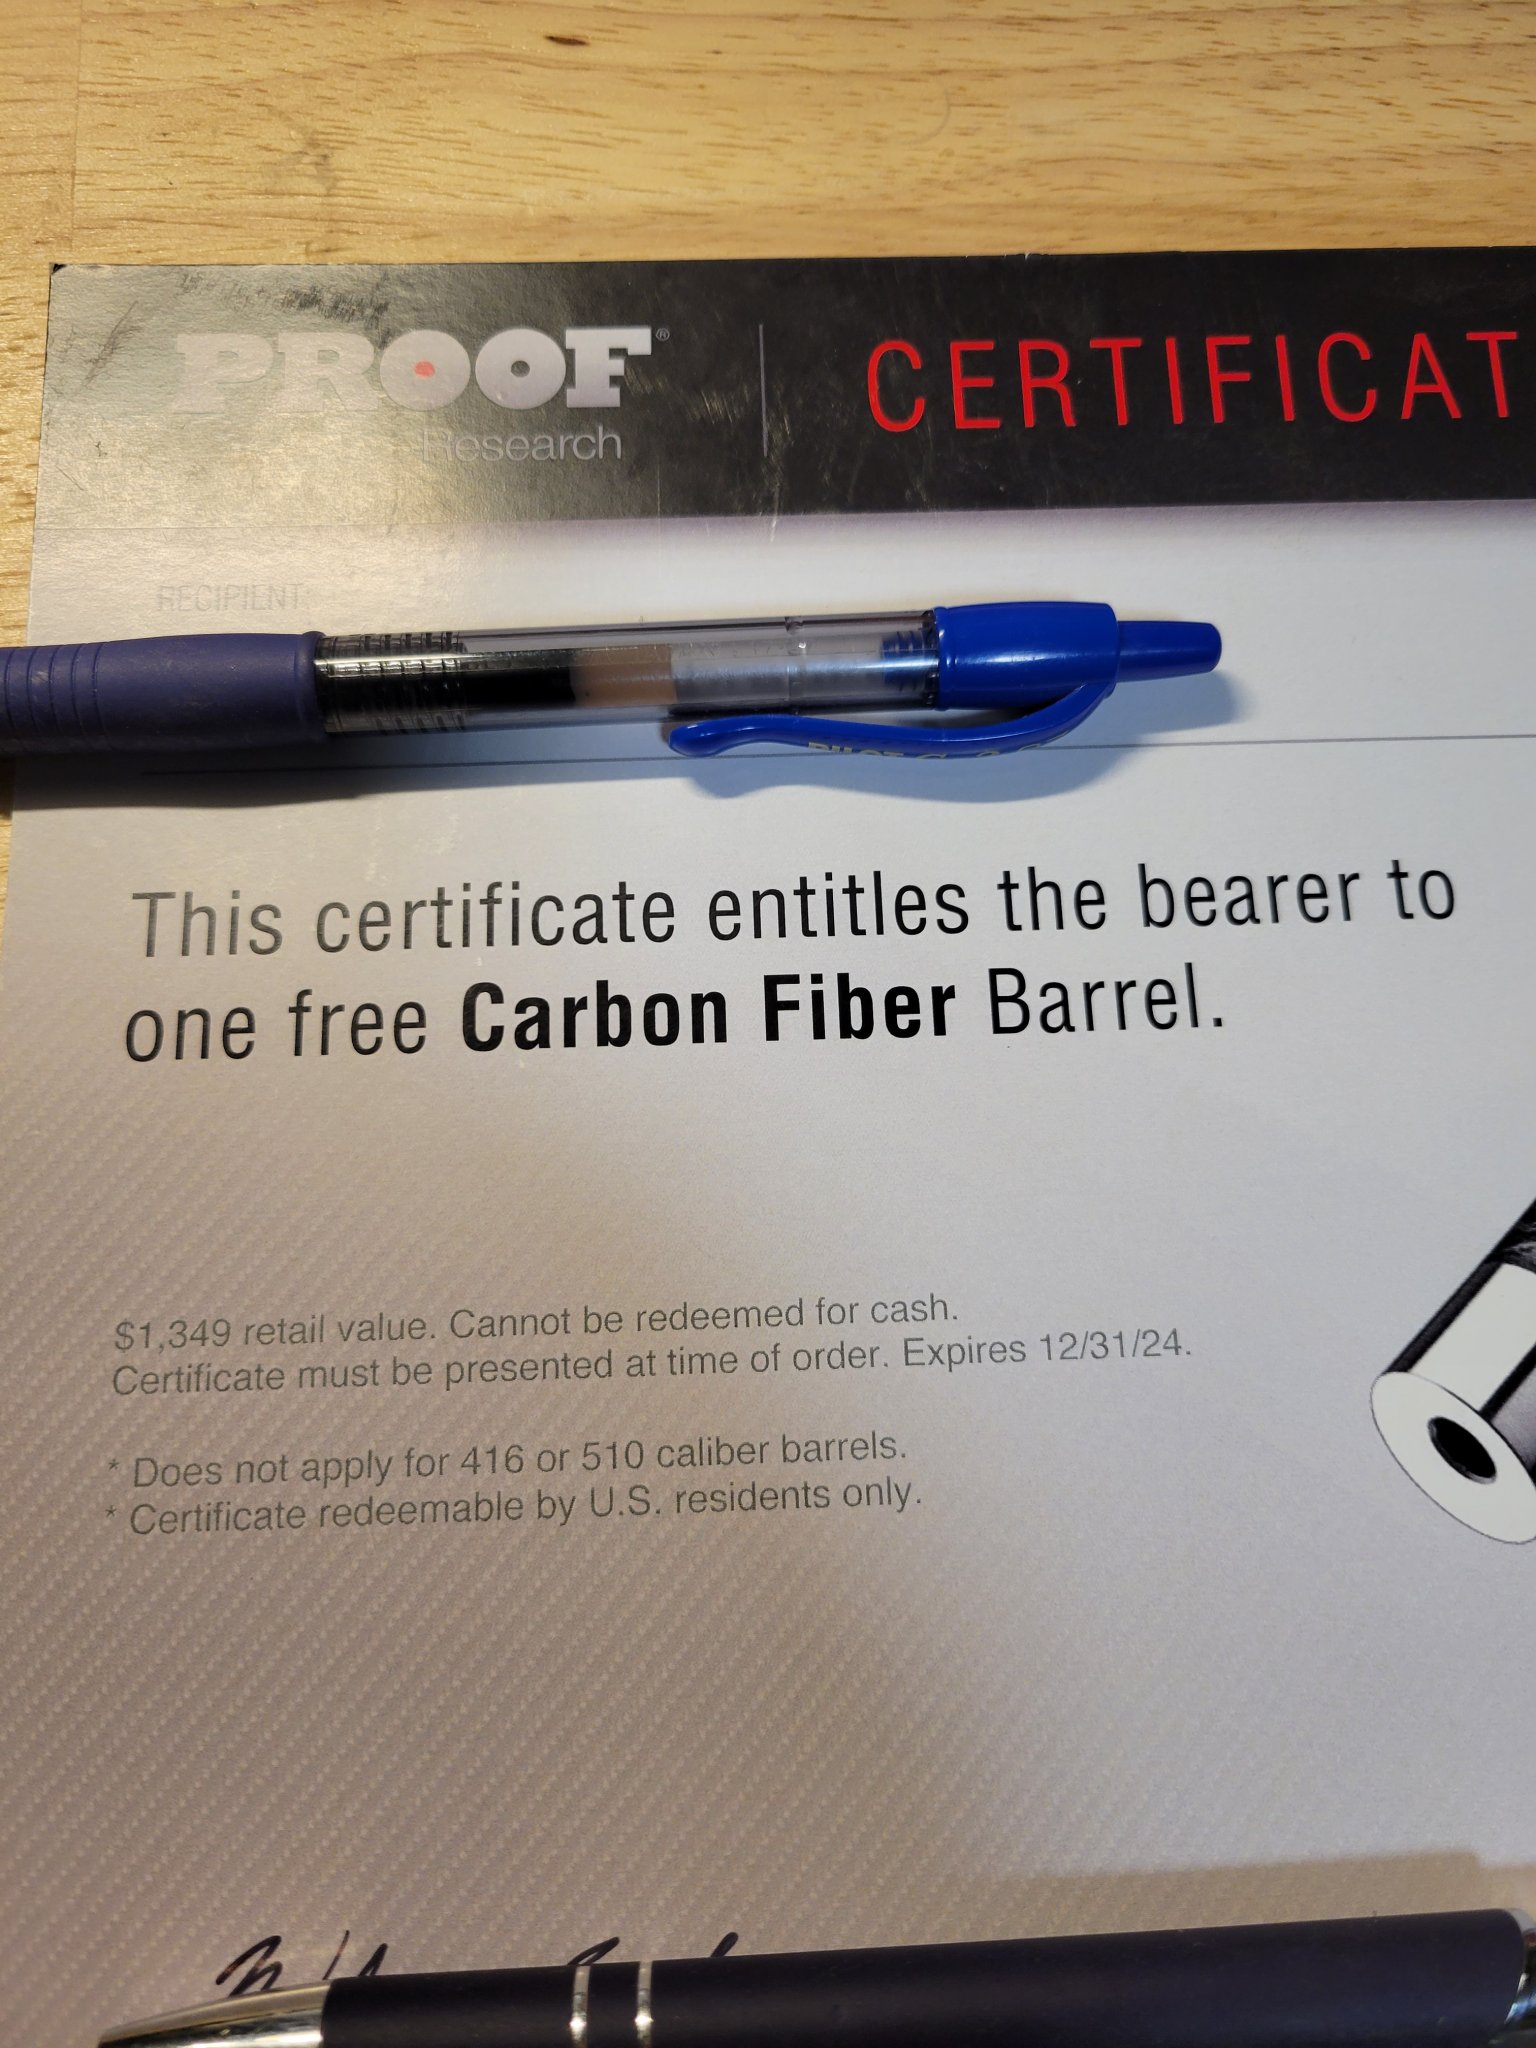 PROOF®
Research
CERTIFICAT
RECIPIENT:
PILOT G-2
This certificate entitles the bearer to
one free Carbon Fiber Barrel.
$1,349 retail value. Cannot be redeemed for cash.
Certificate must be presented at time of order. Expires 12/31/24.
* Does not apply for 416 or 510 caliber barrels.
* Certificate redeemable by U.S. residents only.